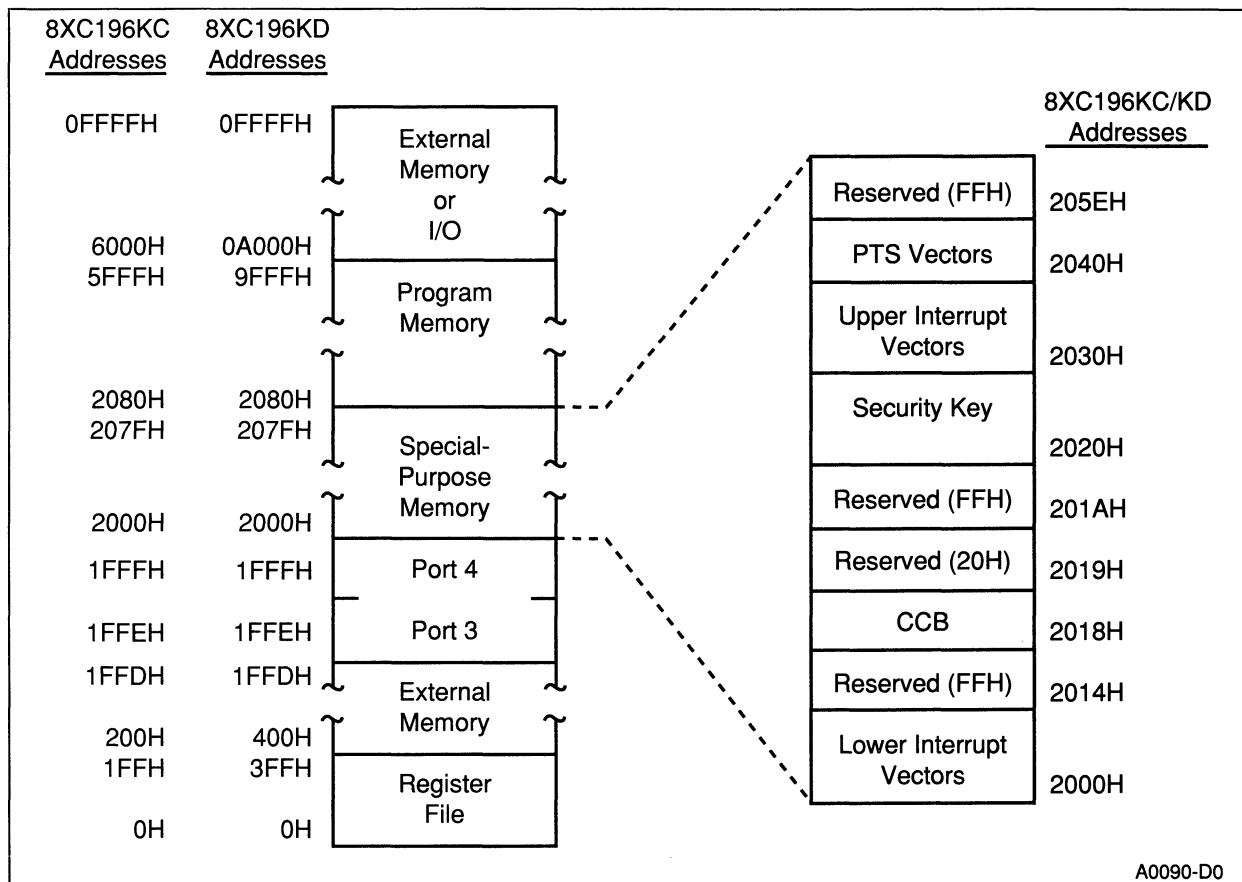 8XC196KC 8XC196KD
Addresses Addresses
0FFFFH 0FFFFH
External
Memory
or
I/O
6000H 0A000H
5FFFH 9FFFH
Program
Memory
2080H 2080H
207FH 207FH
Special-
Purpose
Memory
2000H 2000H
1FFFH 1FFFH Port 4
1FFEH 1FFEH Port 3
1FFDH 1FFDH
External
Memory
200H 400H
1FFH 3FFH
Register
File
0H 0H
8XC196KC/KD
Addresses
Reserved (FFH) 205EH
PTS Vectors 2040H
Upper Interrupt
Vectors 2030H
Security Key
2020H
Reserved (FFH) 201AH
Reserved (20H) 2019H
CCB 2018H
Reserved (FFH) 2014H
Lower Interrupt
Vectors 2000H
A0090-D0